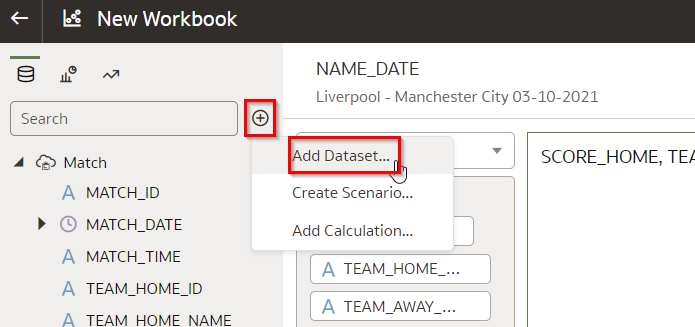 New Workbook
NAME_DATE
Liverpool - Manchester City 03-10-2021
Search
Add Dataset...
Create Scenario...
Add Calculation...
SCORE_HOME, TEA
Match
A MATCH_ID
MATCH_DATE
A MATCH_TIME
A TEAM_HOME_ID
A TEAM_HOME_NAME
A TEAM_HOME_...
A TEAM_AWAY_...